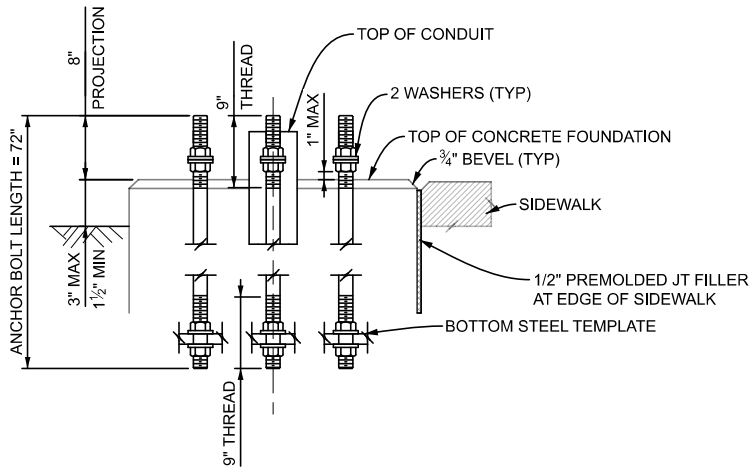 8"
PROJECTION
9"
THREAD
TOP OF CONDUIT
2 WASHERS (TYP)
1" MAX
TOP OF CONCRETE FOUNDATION
¾" BEVEL (TYP)
ANCHOR BOLT LENGTH = 72"
SIDEWALK
3" MAX
1½" MIN
1/2" PREMOLDED JT FILLER
AT EDGE OF SIDEWALK
BOTTOM STEEL TEMPLATE
9" THREAD